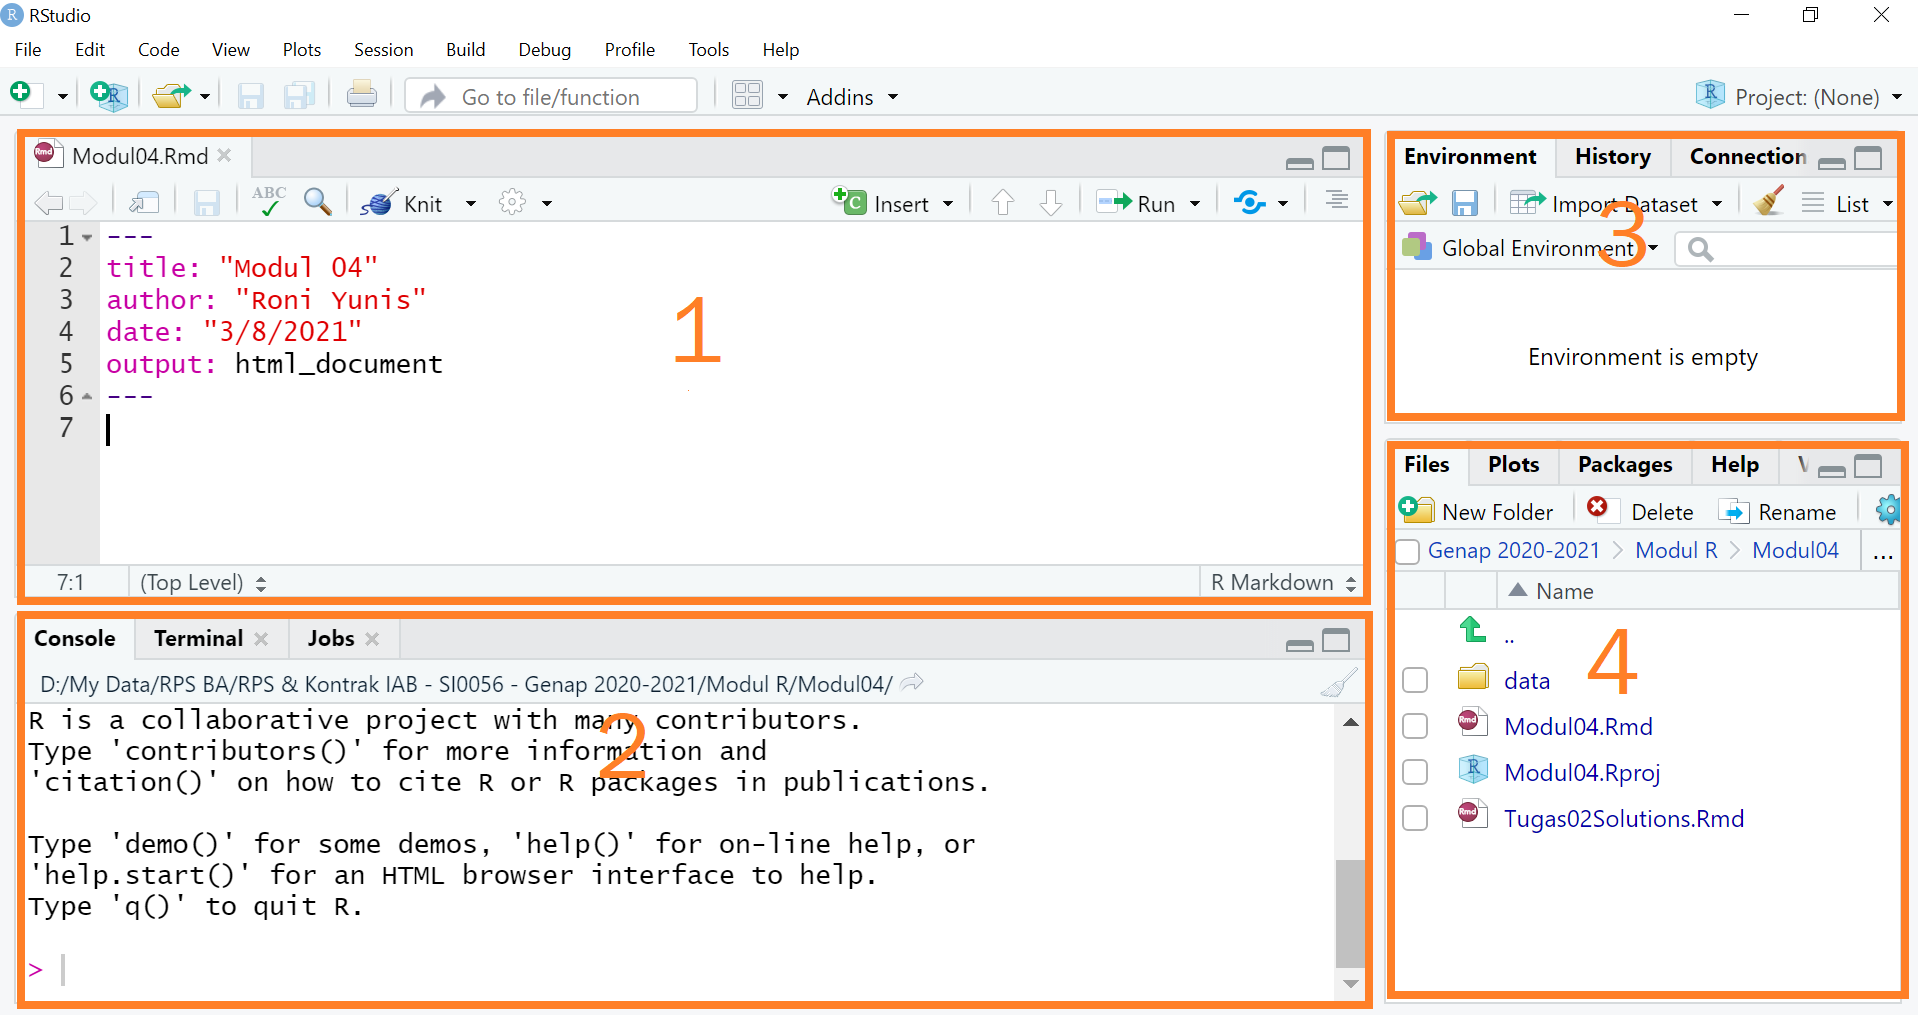 RStudio
File Edit Code View Plots Session Build Debug Profile Tools Help
Go to file/function Addins Project: (None)
Modul04.Rmd
ABC Knit Insert Run
1 ---
2 title: "Modul 04"
3 author: "Roni Yunis"
4 date: "3/8/2021"
5 output: html_document
6 ---
7
1
7:1 (Top Level) R Markdown
Console Terminal Jobs
D:/My Data/RPS BA/RPS & Kontrak IAB - SI0056 - Genap 2020-2021/Modul R/Modul04/
R is a collaborative project with many contributors.
Type 'contributors()' for more information and
'citation()' on how to cite R or R packages in publications.
2
Type 'demo()' for some demos, 'help()' for on-line help, or
'help.start()' for an HTML browser interface to help.
Type 'q()' to quit R.
>
Environment History Connection
Import Dataset List
Global Environment
3
Environment is empty
Files Plots Packages Help V
New Folder Delete Rename
Genap 2020-2021 > Modul R > Modul04 ...
Name
..
4
data
Rmd Modul04.Rmd
R Modul04.Rproj
Rmd Tugas02Solutions.Rmd